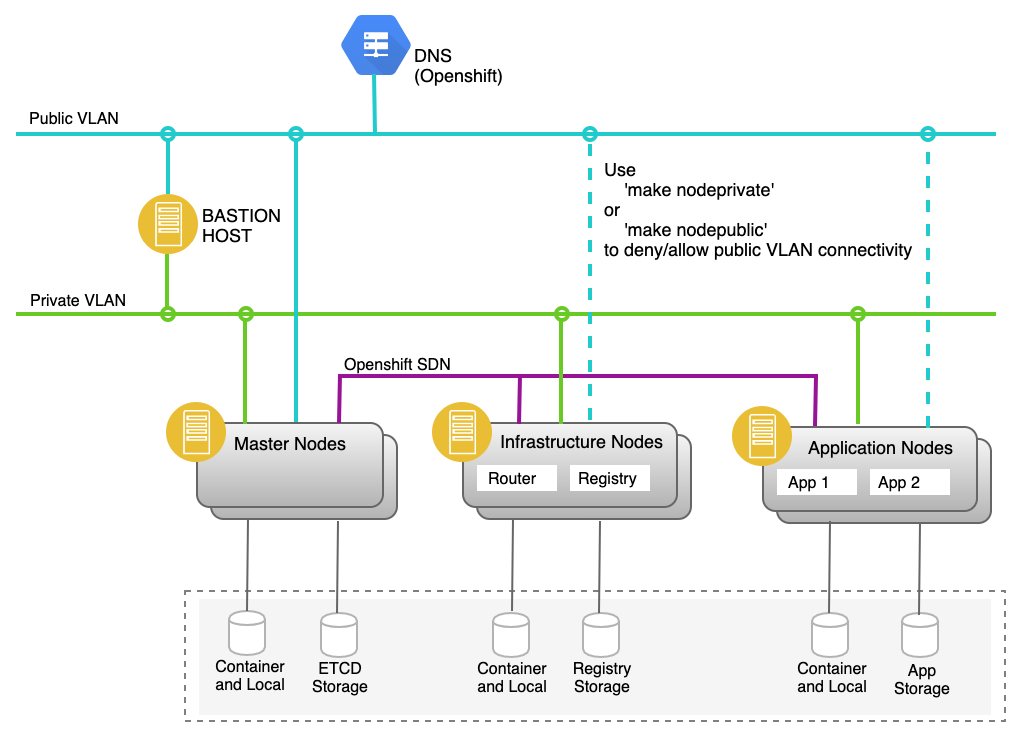 DNS
(Openshift)
Public VLAN
Use
'make nodeprivate'
or
'make nodepublic'
to deny/allow public VLAN connectivity
BASTION
HOST
Private VLAN
Openshift SDN
Master Nodes
Infrastructure Nodes
Router
Registry
Application Nodes
App 1
App 2
Container
and Local
ETCD
Storage
Container
and Local
Registry
Storage
Container
and Local
App
Storage